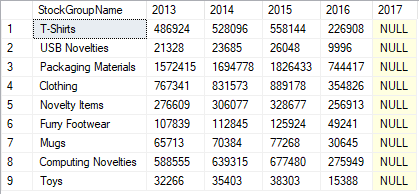 StockGroupName 2013 2014 2015 2016 2017
1 T-Shirts 486924 528096 558144 226908 NULL
2 USB Novelties 21328 23685 26048 9996 NULL
3 Packaging Materials 1572415 1694778 1826433 744417 NULL
4 Clothing 767341 831573 889178 354826 NULL
5 Novelty Items 276609 306077 328677 256913 NULL
6 Furry Footwear 107839 112845 125924 49241 NULL
7 Mugs 65713 70384 77268 30645 NULL
8 Computing Novelties 588555 639315 677480 275949 NULL
9 Toys 32266 35403 38303 15388 NULL